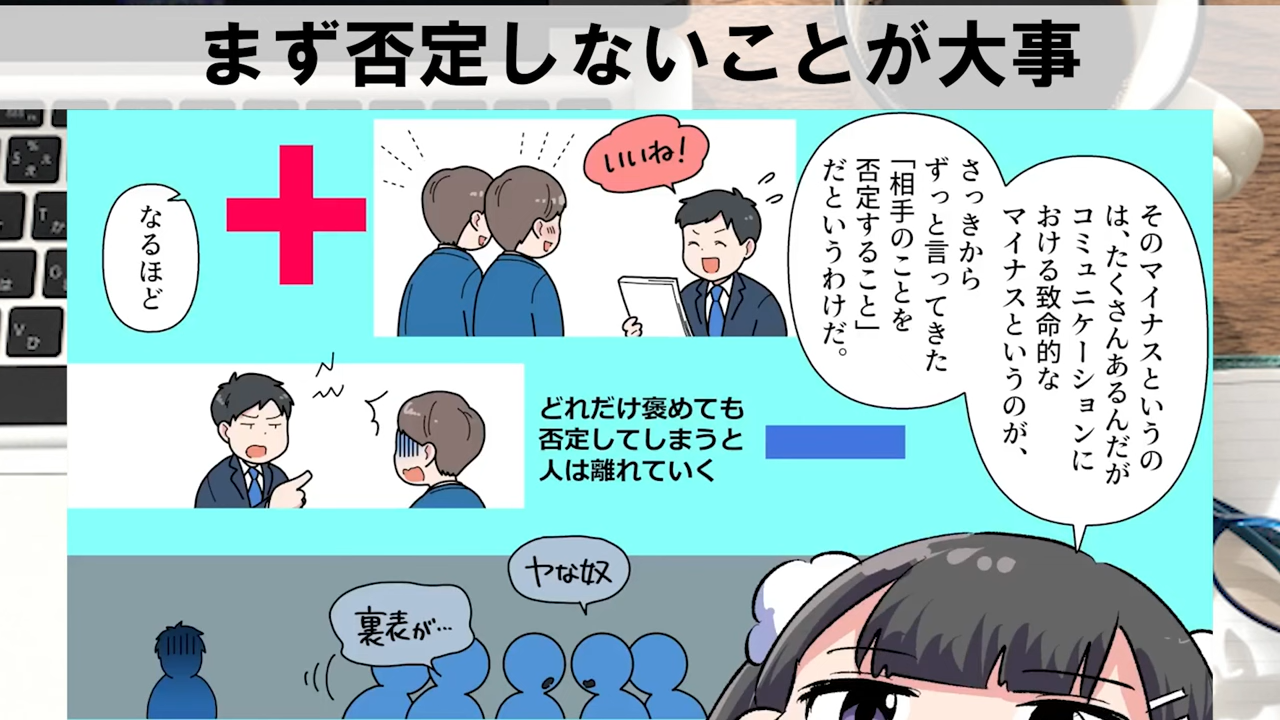 まず否定しないことが大事
そのマイナスというの
は、たくさんあるんだが
コミュニケーションに
おける致命的な
マイナスというのが、
さっきから
ずっと言ってきた
「相手のことを
否定すること」
だというわけだ。
いいね!
なるほど
どれだけ褒めても
否定してしまうと
人は離れていく
ヤな奴
裏表が…